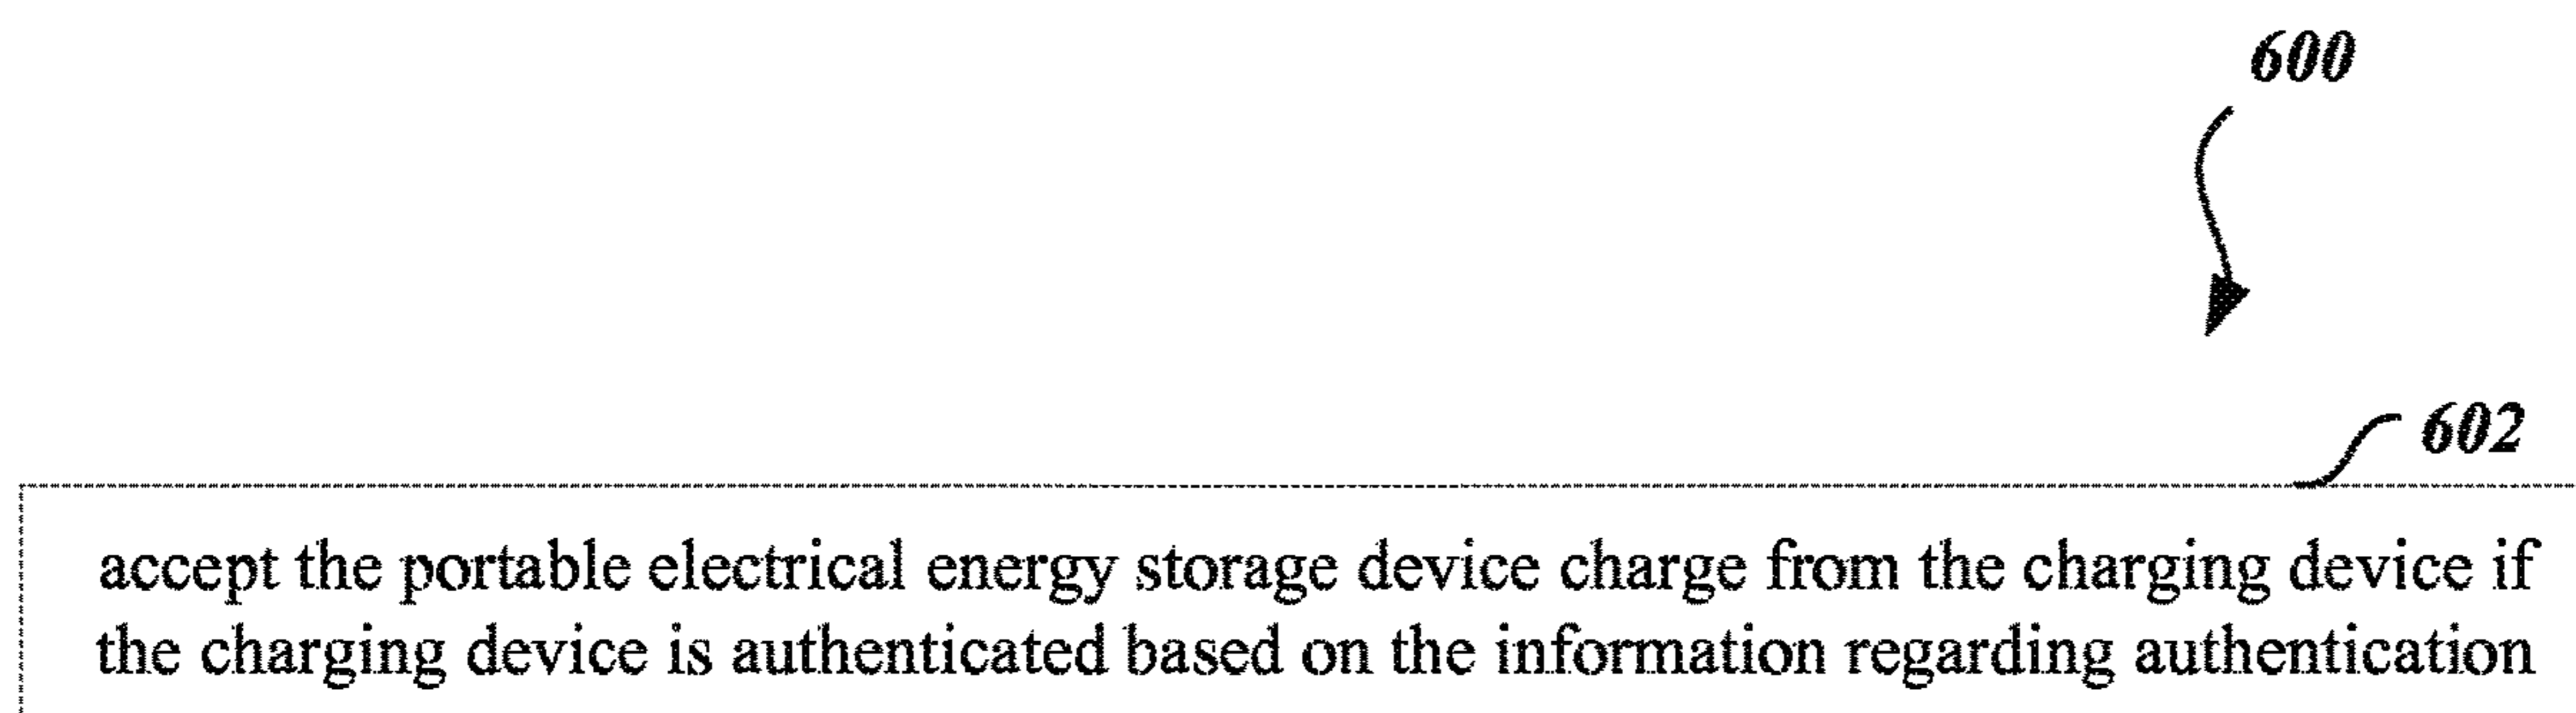 600
602
accept the portable electrical energy storage device charge from the charging device if
the charging device is authenticated based on the information regarding authentication